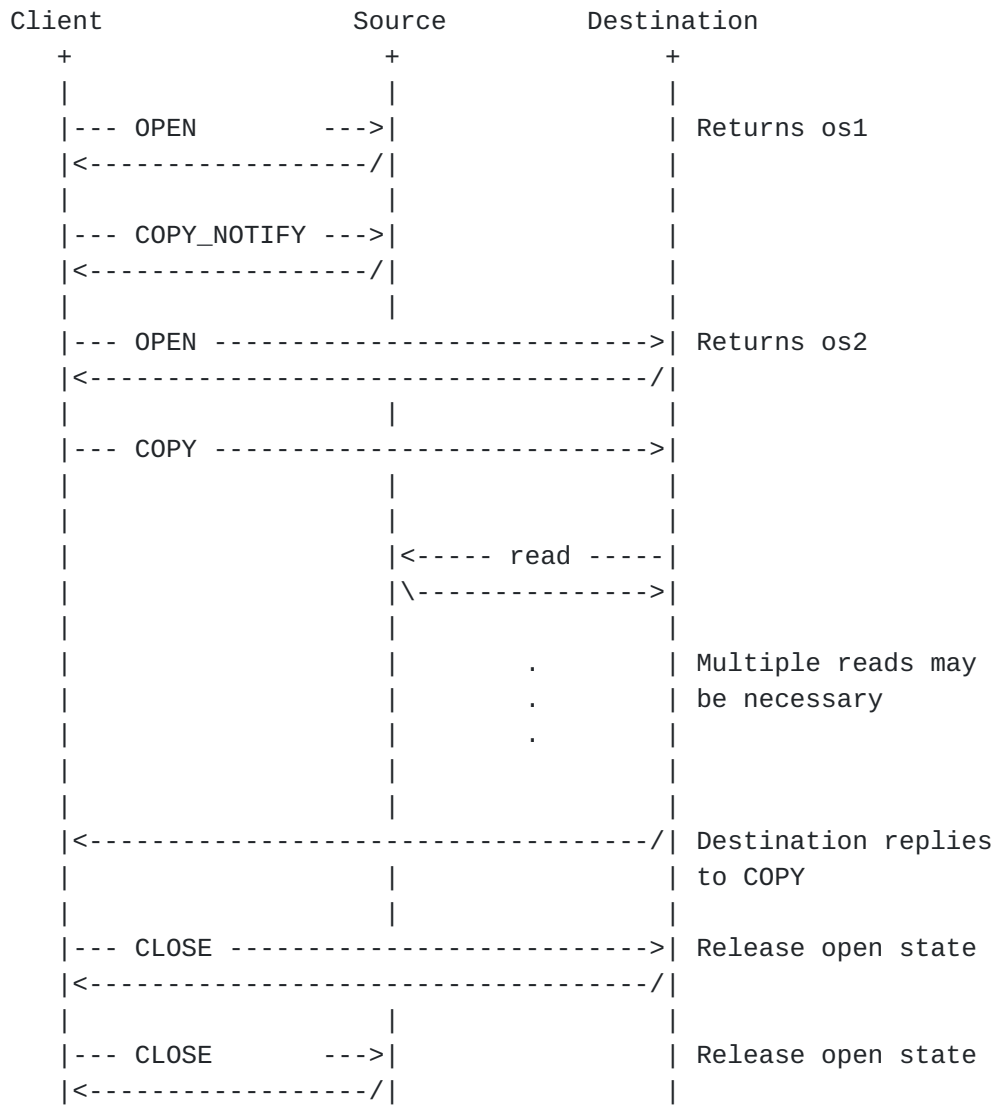 Client                Source         Destination
   +                    +                 +
   |                    |                 |
   |--- OPEN        --->|                 | Returns os1
   |<------------------/|                 |
   |                    |                 |
   |--- COPY_NOTIFY --->|                 |
   |<------------------/|                 |
   |                    |                 |
   |--- OPEN ---------------------------->| Returns os2
   |<------------------------------------/|
   |                    |                 |
   |--- COPY ---------------------------->|
   |                    |                 |
   |                    |                 |
   |                    |<----- read -----|
   |                    |\--------------->|
   |                    |                 |
   |                    |        .        | Multiple reads may
   |                    |        .        | be necessary
   |                    |        .        |
   |                    |                 |
   |                    |                 |
   |<------------------------------------/| Destination replies
   |                    |                 | to COPY
   |                    |                 |
   |--- CLOSE --------------------------->| Release open state
   |<------------------------------------/|
   |                    |                 |
   |--- CLOSE       --->|                 | Release open state
   |<------------------/|                 |